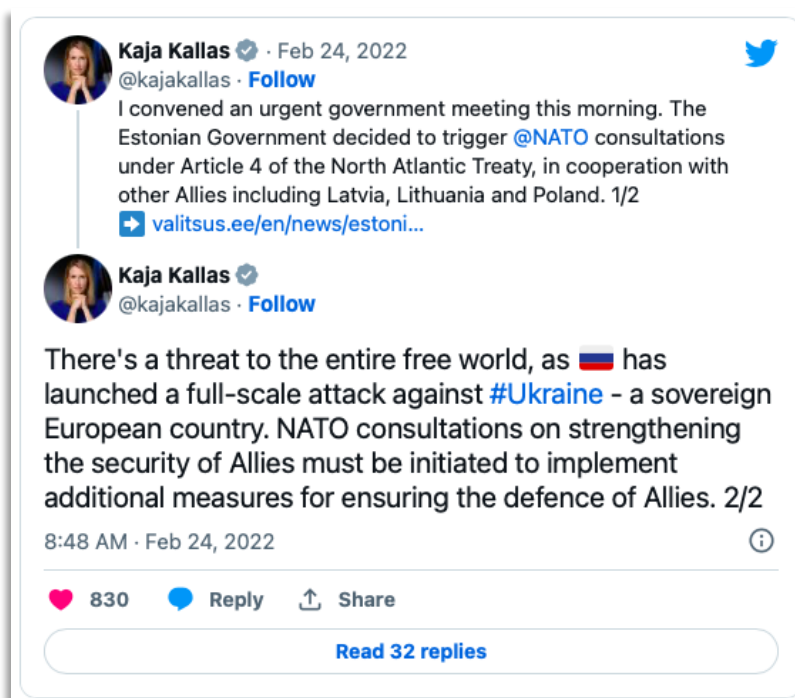 Kaja Kallas · Feb 24, 2022
@kajakallas · Follow
I convened an urgent government meeting this morning. The
Estonian Government decided to trigger @NATO consultations
under Article 4 of the North Atlantic Treaty, in cooperation with
other Allies including Latvia, Lithuania and Poland. 1/2
➡️ valitsus.ee/en/news/estoni...
Kaja Kallas
@kajakallas · Follow
There's a threat to the entire free world, as 🇷🇺 has
launched a full-scale attack against #Ukraine - a sovereign
European country. NATO consultations on strengthening
the security of Allies must be initiated to implement
additional measures for ensuring the defence of Allies. 2/2
8:48 AM · Feb 24, 2022
830 Reply Share
Read 32 replies